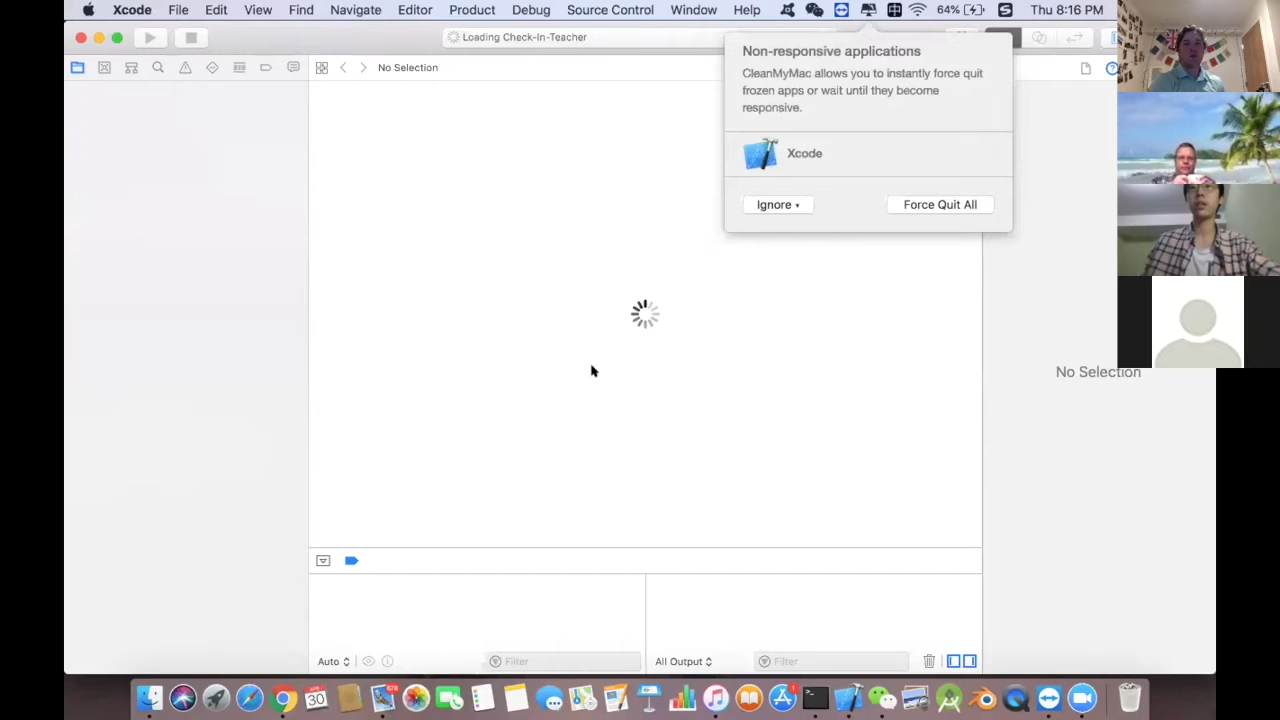 Xcode File Edit View Find Navigate Editor Product Debug Source Control Window Help 64% Thu 8:16 PM
Loading Check-In-Teacher
No Selection
Non-responsive applications
CleanMyMac allows you to instantly force quit
frozen apps or wait until they become
responsive.
Xcode
Ignore
Force Quit All
No Selection
Auto
Filter
All Output
Filter
30